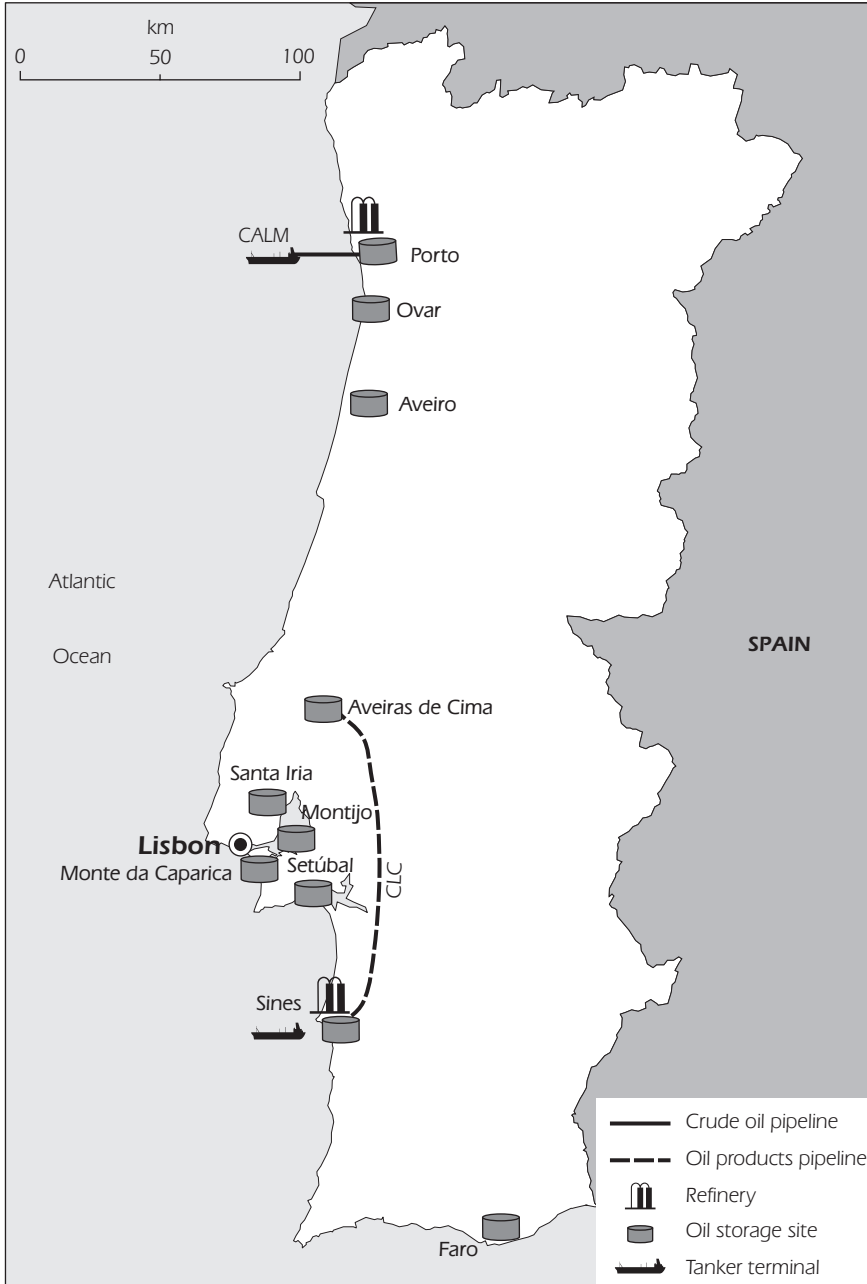 km
0 50 100
CALM
Porto
Ovar
Aveiro
Atlantic
Ocean
SPAIN
Aveiras de Cima
Santa Iria
Montijo
Lisbon
Monte da Caparica
Setúbal
CLC
Sines
Faro
Crude oil pipeline
Oil products pipeline
Refinery
Oil storage site
Tanker terminal